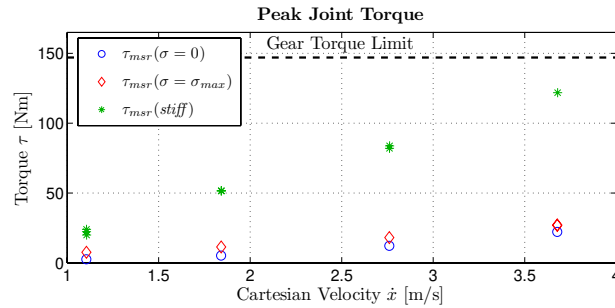 Peak Joint Torque
Gear Torque Limit
τmsr(σ = 0)
τmsr(σ = σmax)
τmsr(stiff)
Torque τ [Nm]
150
100
50
0
1 1.5 2 2.5 3 3.5 4
Cartesian Velocity ẋ [m/s]